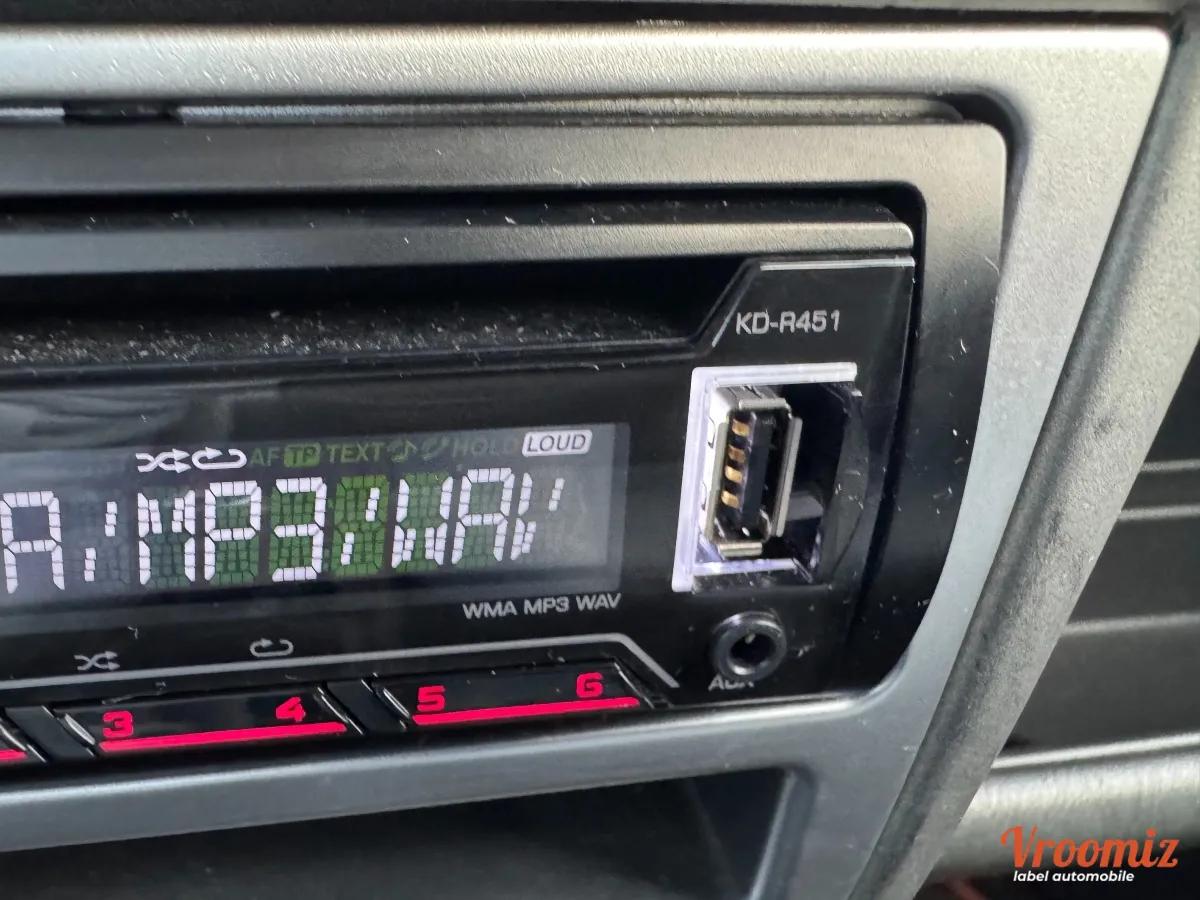 KD-R451
AF TP TEXT HOLD LOUD
A/MP3/WAV
WMA MP3 WAV
AUX
3 4 5 6
Vroomiz
label automobile